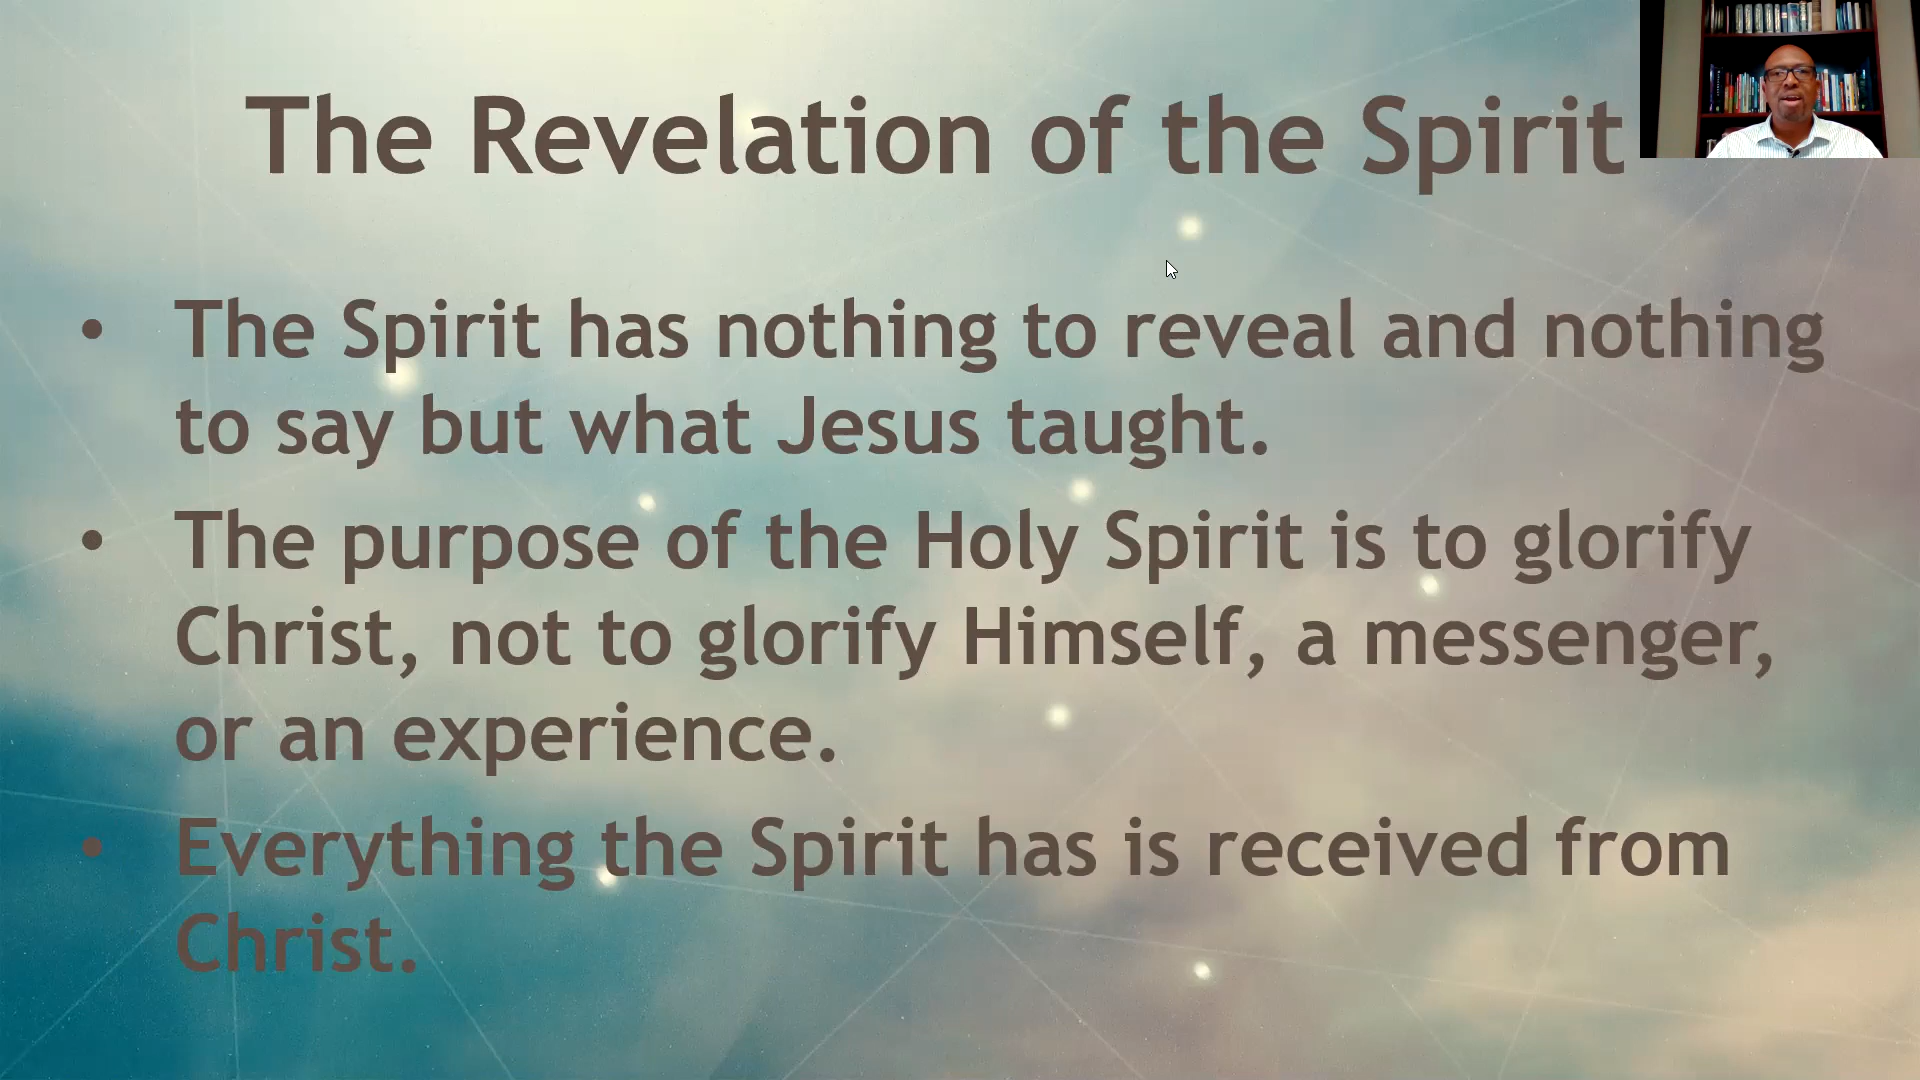 The Revelation of the Spirit
• The Spirit has nothing to reveal and nothing
to say but what Jesus taught.
• The purpose of the Holy Spirit is to glorify
Christ, not to glorify Himself, a messenger,
or an experience.
• Everything the Spirit has is received from
Christ.